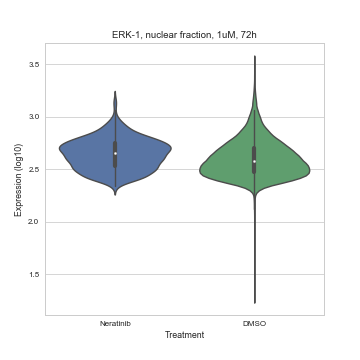 ERK-1, nuclear fraction, 1uM, 72h
3.5
3.0
2.5
2.0
1.5
Expression (log10)
Neratinib
DMSO
Treatment